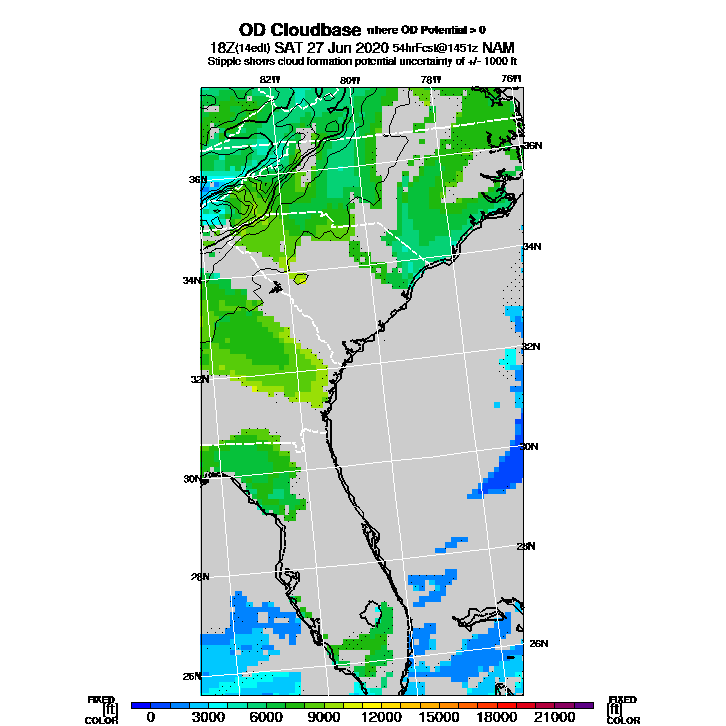 OD Cloudbase where OD Potential > 0
18Z(14edt) SAT 27 Jun 2020 54hrFcst@1451z NAM
Stipple shows cloud formation potential uncertainty of +/- 1000 ft
82W 80W 78W 76W
36N
36N
34N
34N
32N
32N
30N
30N
28N
28N
26N
26N
FIXED FIXED
[ft] 0 3000 6000 9000 12000 15000 18000 21000 [ft]
COLOR COLOR